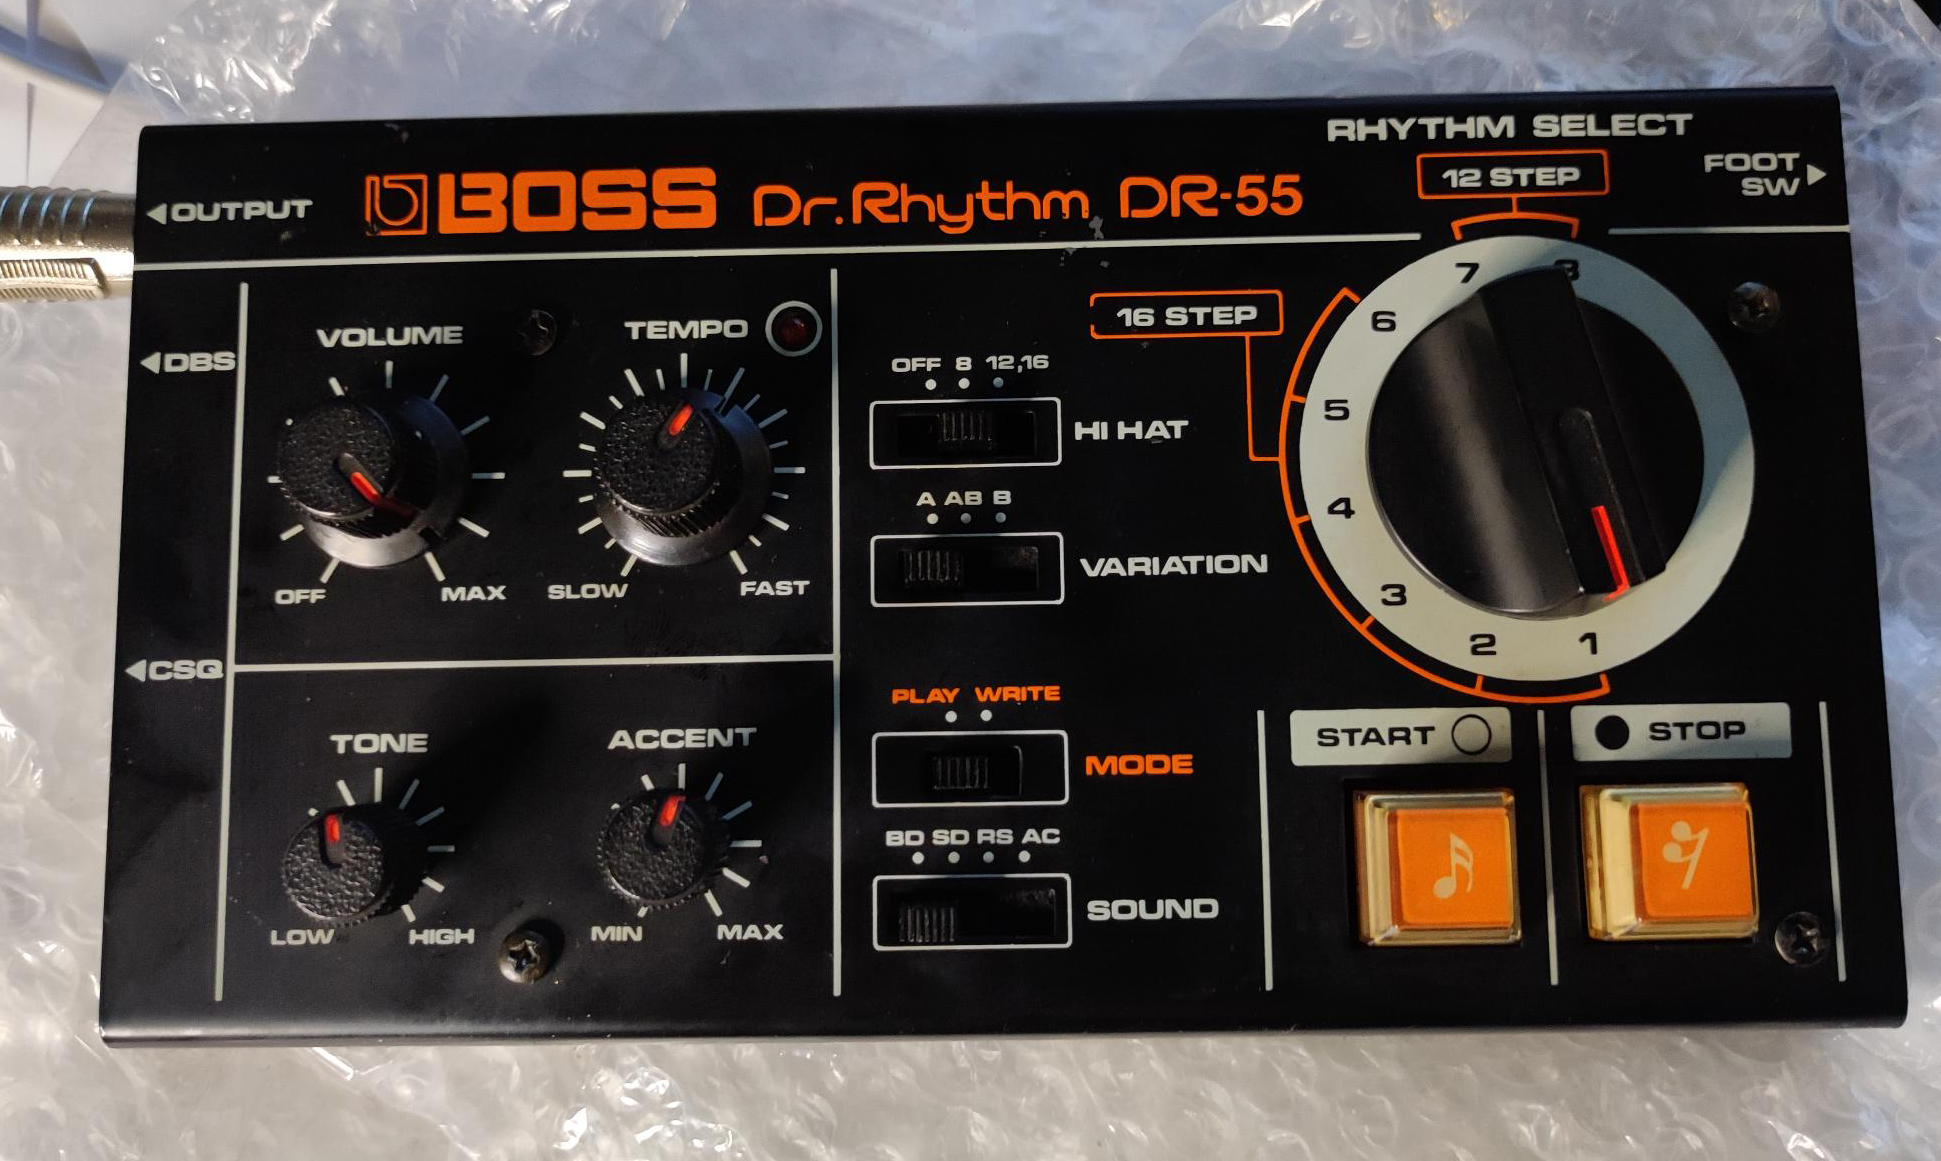 RHYTHM SELECT
◀OUTPUT
BOSS Dr.Rhythm DR-55
12 STEP
FOOT SW▶
◀DBS
VOLUME
TEMPO
OFF
MAX
SLOW
FAST
OFF 8 12,16
HI HAT
A AB B
VARIATION
16 STEP
7 8
6
5
4
3
2
1
◀CSQ
TONE
ACCENT
LOW
HIGH
MIN
MAX
PLAY WRITE
MODE
BD SD RS AC
SOUND
START
STOP